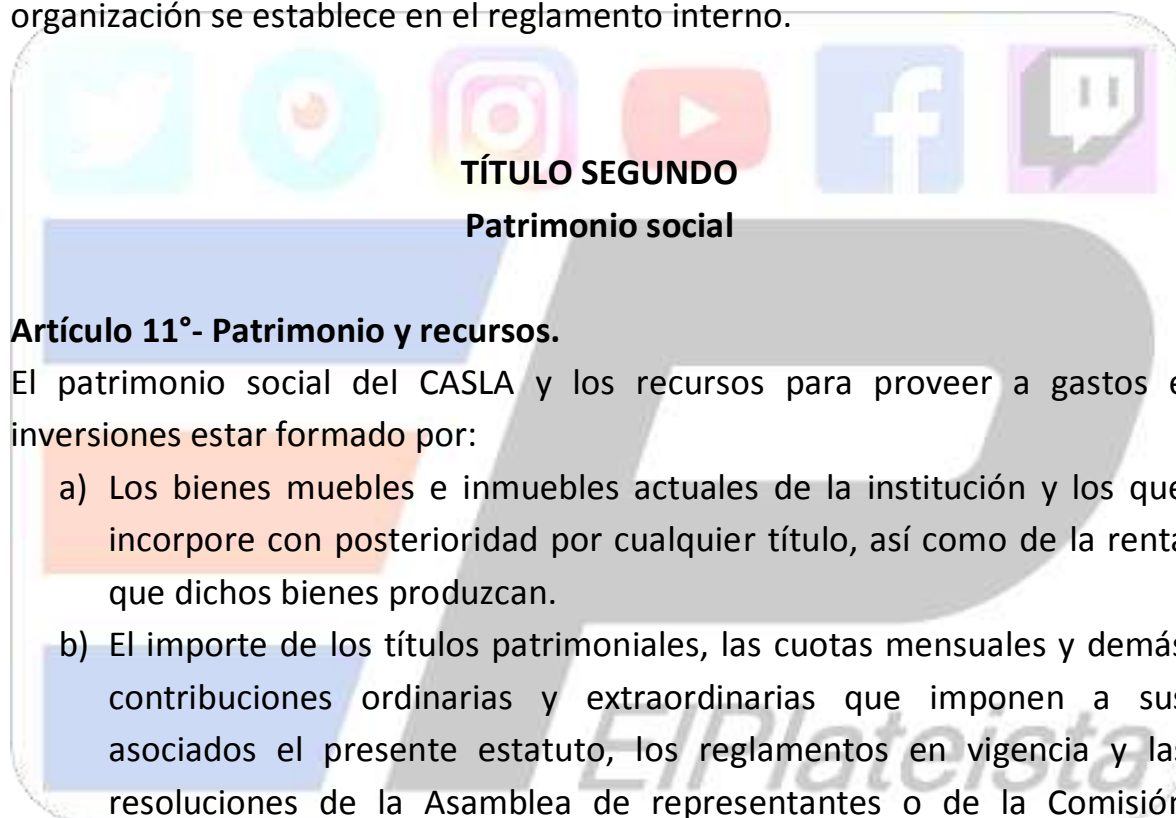 organización se establece en el reglamento interno.
TÍTULO SEGUNDO
Patrimonio social
Artículo 11°- Patrimonio y recursos.
El patrimonio social del CASLA y los recursos para proveer a gastos e
inversiones estar formado por:
a) Los bienes muebles e inmuebles actuales de la institución y los que
incorpore con posterioridad por cualquier título, así como de la renta
que dichos bienes produzcan.
b) El importe de los títulos patrimoniales, las cuotas mensuales y demás
contribuciones ordinarias y extraordinarias que imponen a sus
asociados el presente estatuto, los reglamentos en vigencia y las
ElPlateista
resoluciones de la Asamblea de representantes o de la Comisión